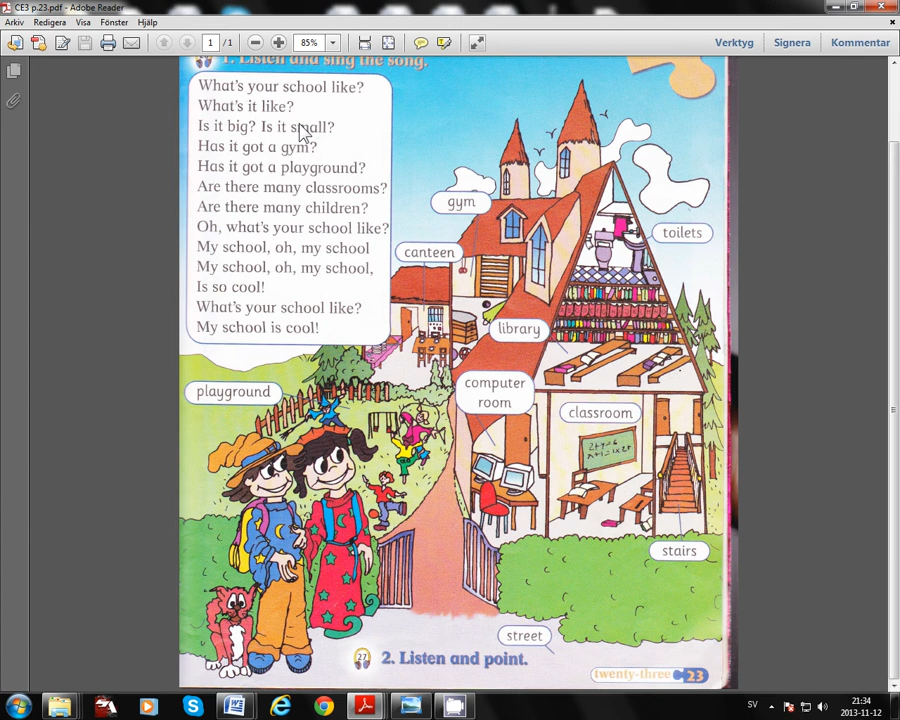 CE3 p.23.pdf - Adobe Reader
Arkiv Redigera Visa Fönster Hjälp
1 / 1 85% Verktyg Signera Kommentar
1. Listen and sing the song.
What's your school like?
What's it like?
Is it big? Is it small?
Has it got a gym?
Has it got a playground?
Are there many classrooms?
Are there many children?
Oh, what's your school like?
My school, oh, my school
My school, oh, my school,
Is so cool!
What's your school like?
My school is cool!
gym
toilets
canteen
library
computer
room
playground
classroom
stairs
street
27 2. Listen and point.
twenty-three 23
SV 21:34
2013-11-12